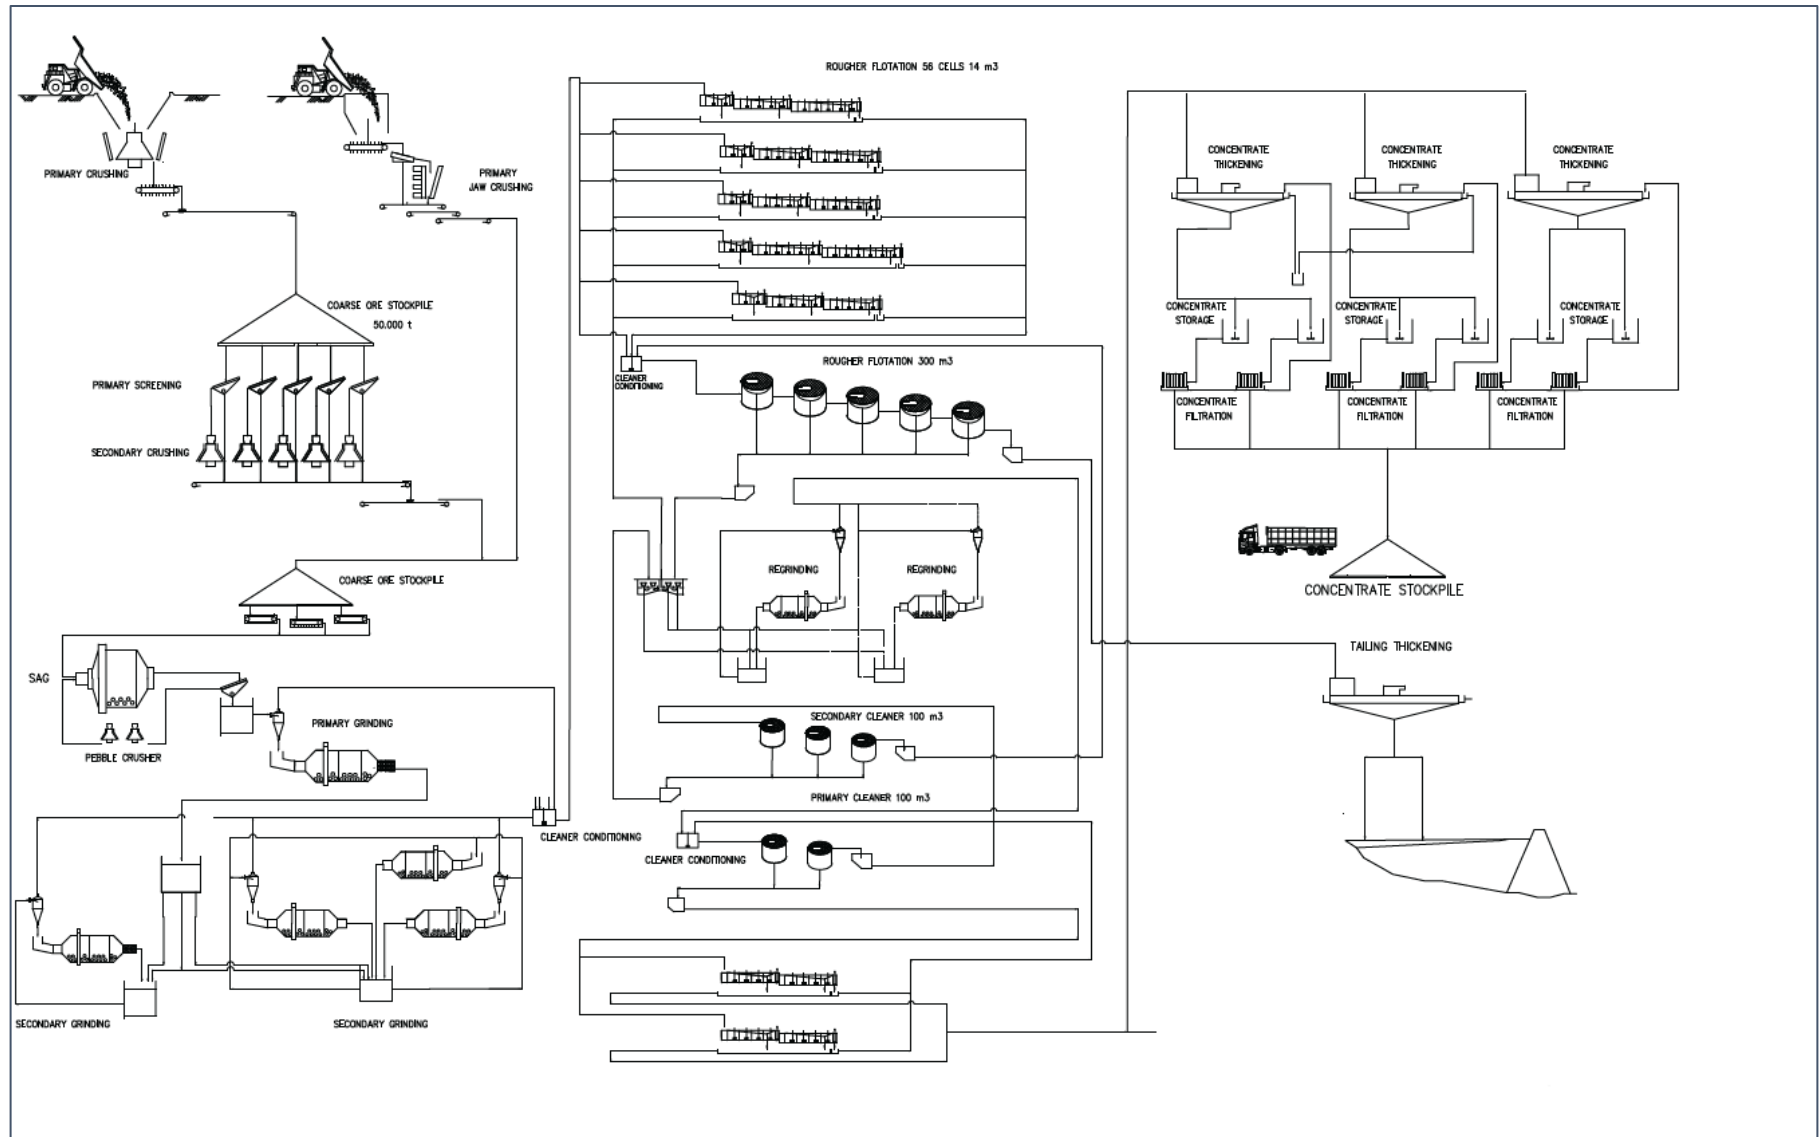 ROUGHER FLOTATION 56 CELLS 14 m3
PRIMARY CRUSHING
PRIMARY
JAW CRUSHING
COARSE ORE STOCKPILE
50.000 t
PRIMARY SCREENING
SECONDARY CRUSHING
COARSE ORE STOCKPILE
SAG
PEBBLE CRUSHER
PRIMARY GRINDING
SECONDARY GRINDING
SECONDARY GRINDING
CLEANER CONDITIONING
CLEANER
CONDITIONING
ROUGHER FLOTATION 300 m3
REGRINDING
REGRINDING
SECONDARY CLEANER 100 m3
PRIMARY CLEANER 100 m3
CLEANER CONDITIONING
CONCENTRATE
THICKENING
CONCENTRATE
THICKENING
CONCENTRATE
THICKENING
CONCENTRATE
STORAGE
CONCENTRATE
STORAGE
CONCENTRATE
STORAGE
CONCENTRATE
FILTRATION
CONCENTRATE
FILTRATION
CONCENTRATE
FILTRATION
CONCENTRATE STOCKPILE
TAILING THICKENING